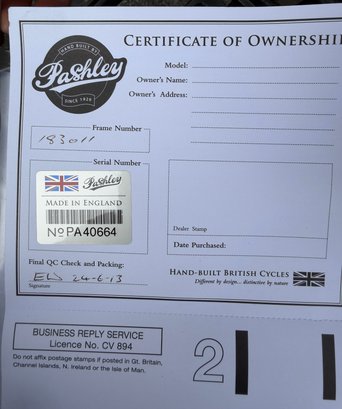 HAND BUILT BY
Pashley
SINCE 1926
CERTIFICATE OF OWNERSHIP
Model:
Owner's Name:
Owner's Address:
Frame Number
183011
Serial Number
Pashley
MADE IN ENGLAND
No PA40664
Dealer Stamp
Date Purchased:
Final QC Check and Packing:
24-6-13
Signature
HAND-BUILT BRITISH CYCLES
Different by design... distinctive by nature
BUSINESS REPLY SERVICE
Licence No. CV 894
Do not affix postage stamps if posted in Gt. Britain,
Channel Islands, N. Ireland or the Isle of Man.
2